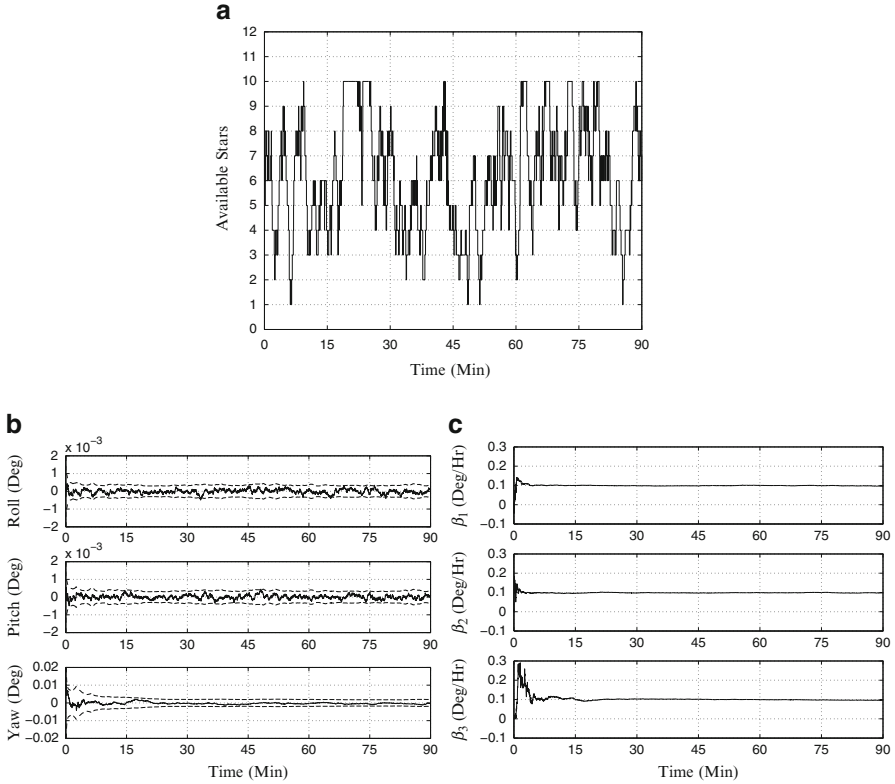 a
12
11
10
9
8
7
6
5
4
3
2
1
0
Available Stars
0 15 30 45 60 75 90
Time (Min)
b
x 10⁻³
2
1
0
−1
−2
Roll (Deg)
0 15 30 45 60 75 90
x 10⁻³
2
1
0
−1
−2
Pitch (Deg)
0 15 30 45 60 75 90
0.02
0.01
0
−0.01
−0.02
Yaw (Deg)
0 15 30 45 60 75 90
Time (Min)
c
0.3
0.2
0.1
0
−0.1
β₁ (Deg/Hr)
0 15 30 45 60 75 90
0.3
0.2
0.1
0
−0.1
β₂ (Deg/Hr)
0 15 30 45 60 75 90
0.3
0.2
0.1
0
−0.1
β₃ (Deg/Hr)
0 15 30 45 60 75 90
Time (Min)